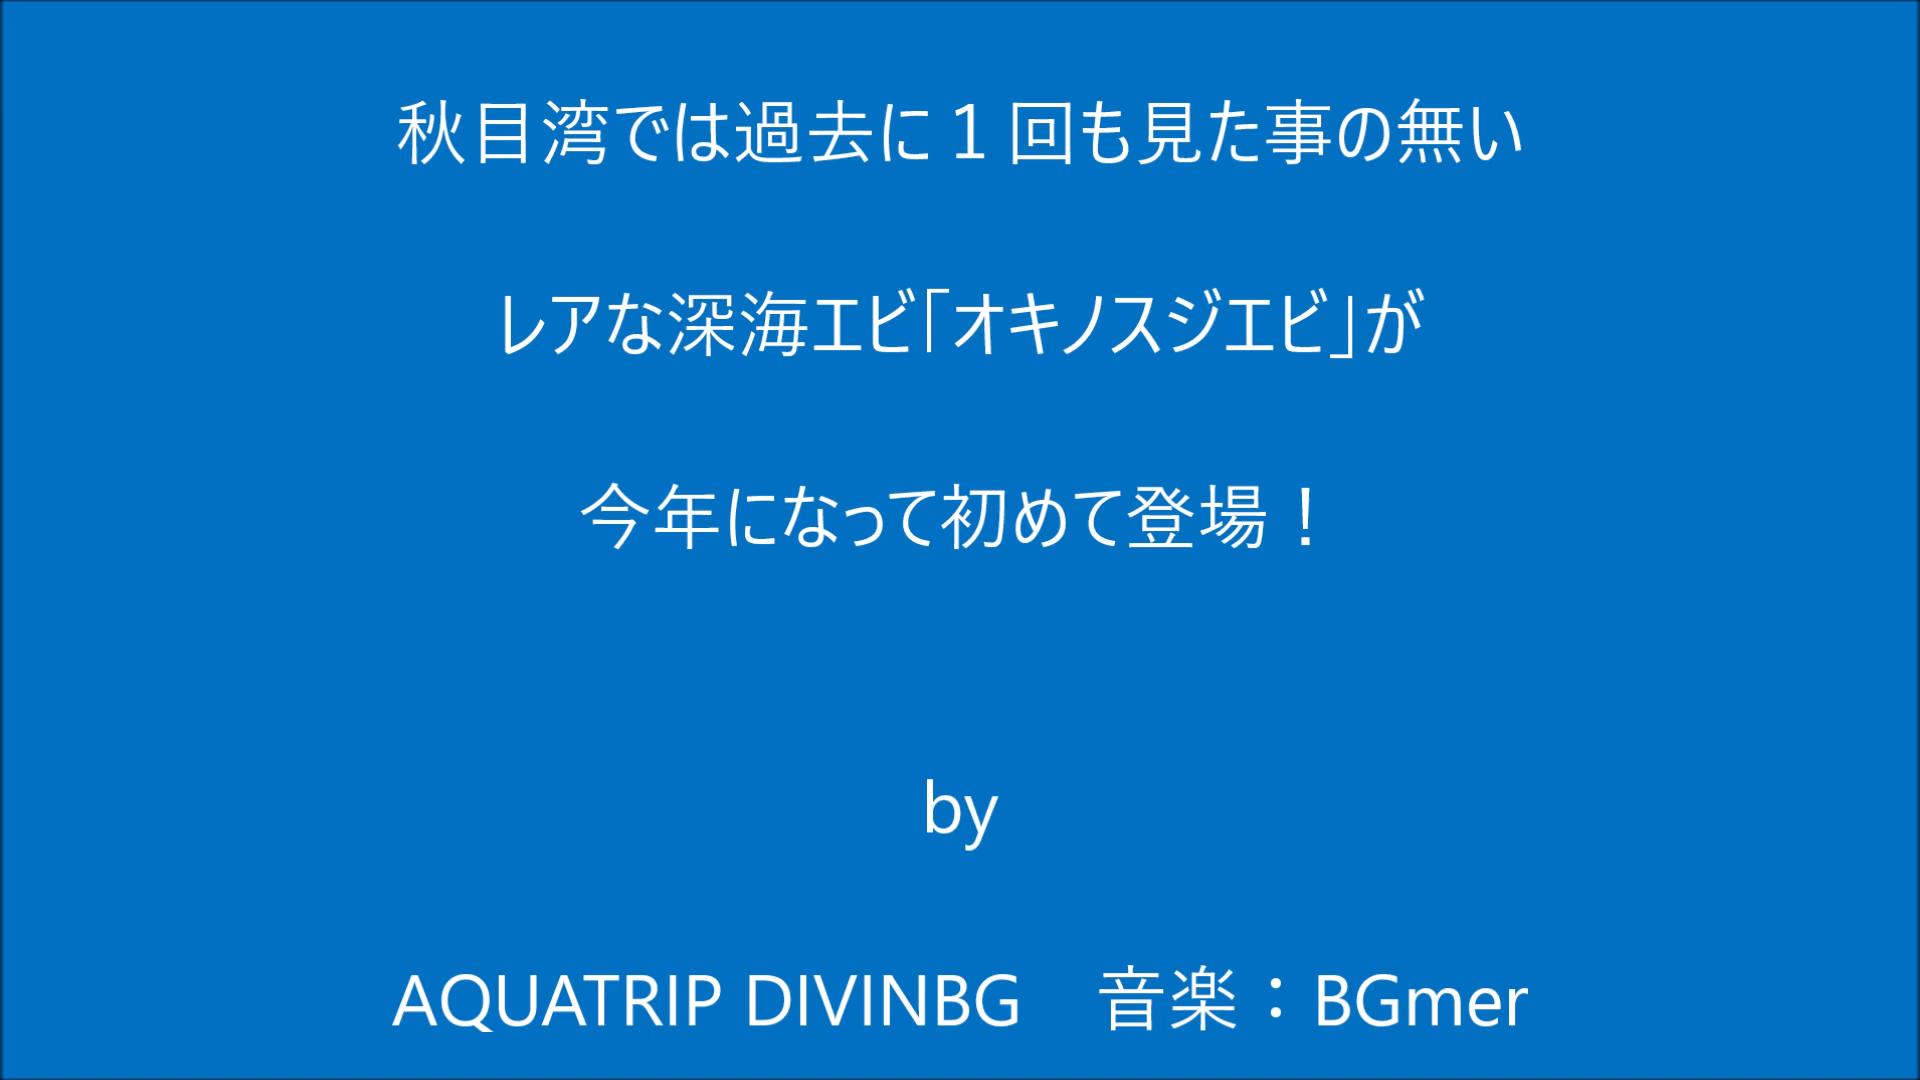 秋目湾では過去に１回も見た事の無い
レアな深海エビ「オキノスジエビ」が
今年になって初めて登場！
by
AQUATRIP DIVINBG　音楽：BGmer